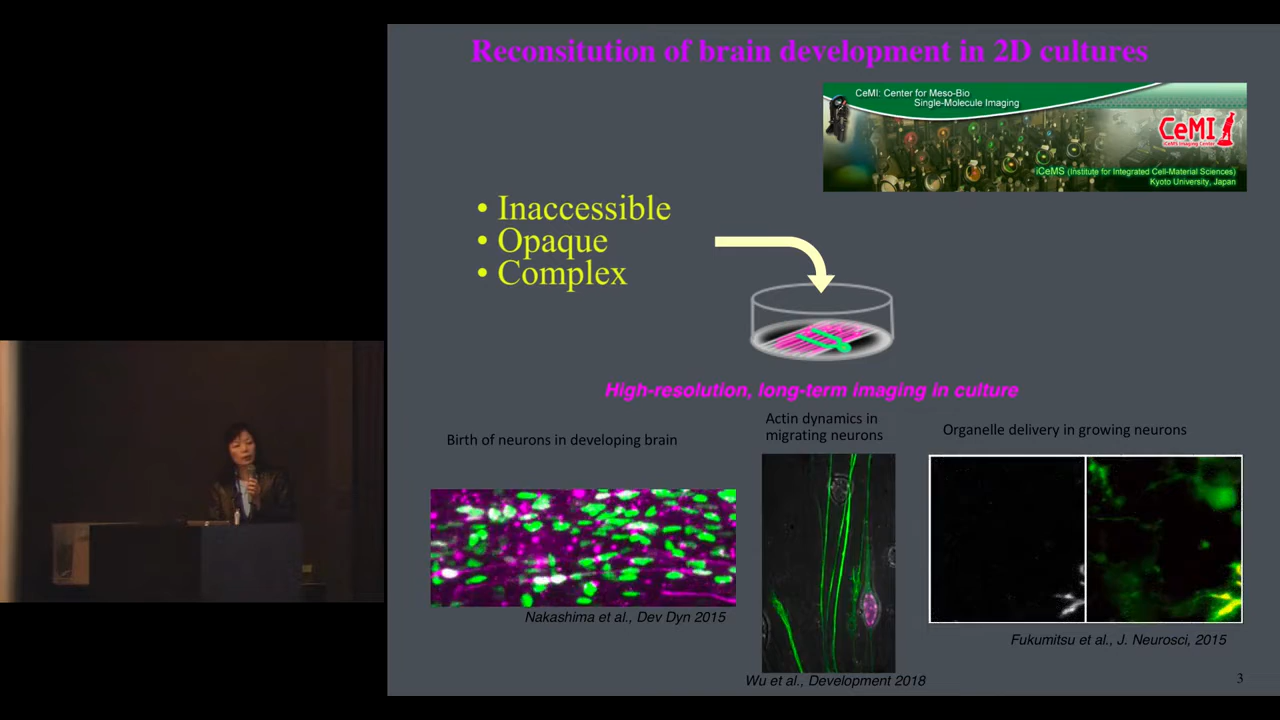 Reconsitution of brain development in 2D cultures
CeMI: Center for Meso-Bio
Single-Molecule Imaging
CeMI
iCeMS Imaging Center
iCeMS (Institute for Integrated Cell-Material Sciences)
Kyoto University, Japan
• Inaccessible
• Opaque
• Complex
High-resolution, long-term imaging in culture
Birth of neurons in developing brain
Actin dynamics in
migrating neurons
Organelle delivery in growing neurons
Nakashima et al., Dev Dyn 2015
Wu et al., Development 2018
Fukumitsu et al., J. Neurosci, 2015
3